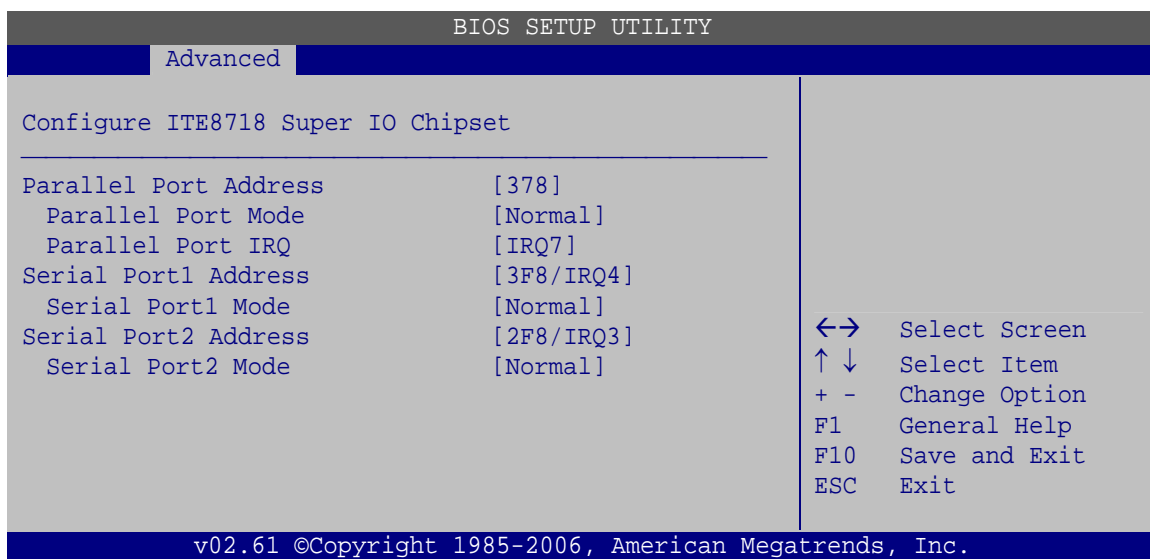 BIOS SETUP UTILITY
Advanced
Configure ITE8718 Super IO Chipset
Parallel Port Address [378]
Parallel Port Mode [Normal]
Parallel Port IRQ [IRQ7]
Serial Port1 Address [3F8/IRQ4]
Serial Port1 Mode [Normal]
Serial Port2 Address [2F8/IRQ3]
Serial Port2 Mode [Normal]
←→ Select Screen
↑ ↓ Select Item
+ - Change Option
F1 General Help
F10 Save and Exit
ESC Exit
v02.61 ©Copyright 1985-2006, American Megatrends, Inc.